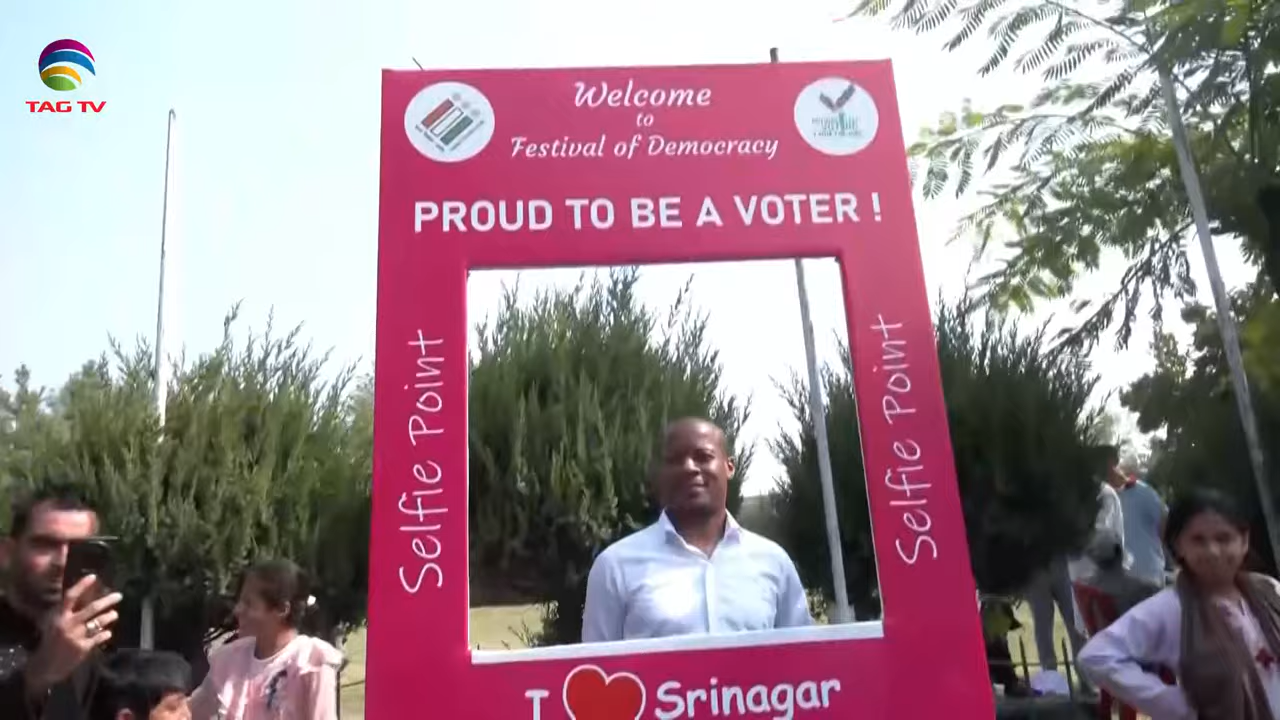 TAG TV
Welcome
to
Festival of Democracy
PROUD TO BE A VOTER !
Selfie Point
Selfie Point
I Srinagar